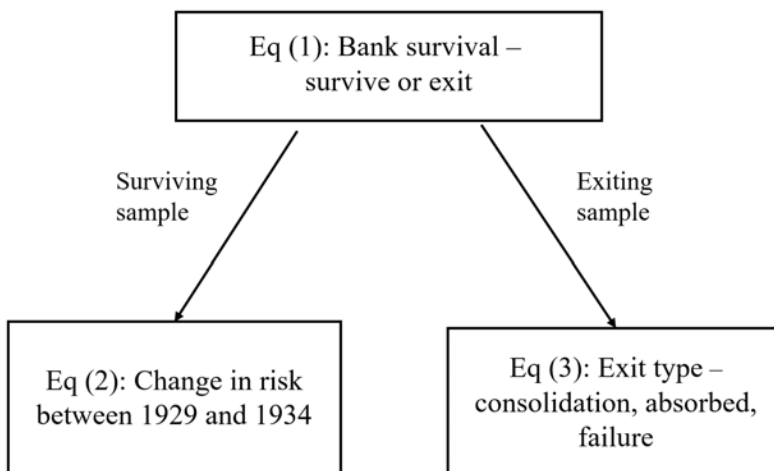 Eq (1): Bank survival –
survive or exit
Surviving
sample
Exiting
sample
Eq (2): Change in risk
between 1929 and 1934
Eq (3): Exit type –
consolidation, absorbed,
failure